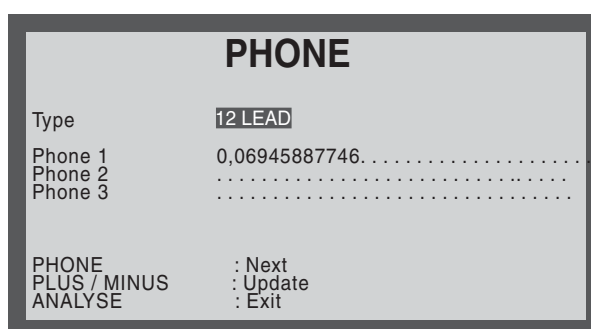 PHONE
Type 12 LEAD
Phone 1 0,06945887746. . . . . . . . . . . . . . . . . . . . .
Phone 2 . . . . . . . . . . . . . . . . . . . . . . . . . . .. . . . . .
Phone 3 . . . . . . . . . . . . . . . . . . . . . . . . . . . . . . . .
PHONE : Next
PLUS / MINUS : Update
ANALYSE : Exit